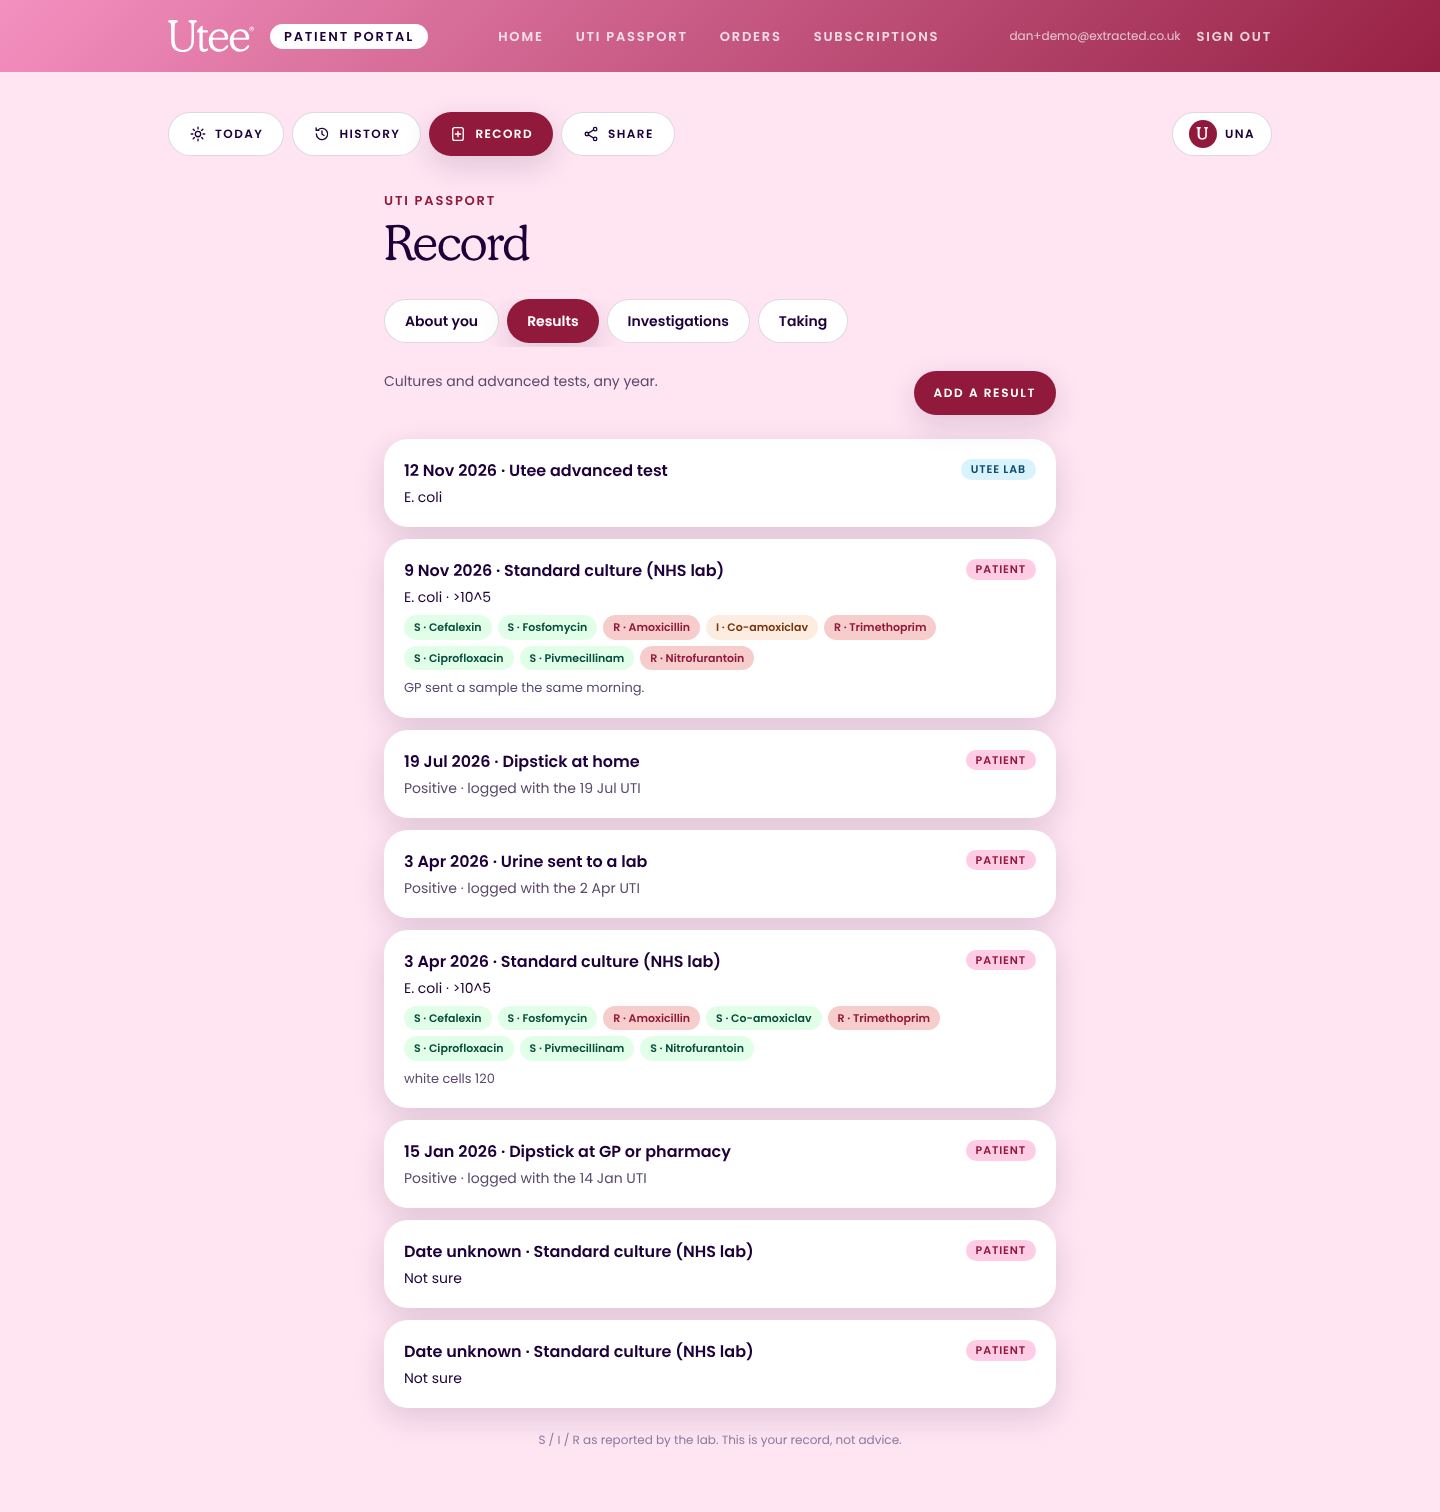 Utee® PATIENT PORTAL HOME UTI PASSPORT ORDERS SUBSCRIPTIONS dan+demo@extracted.co.uk SIGN OUT
TODAY HISTORY RECORD SHARE U UNA
UTI PASSPORT
Record
About you Results Investigations Taking
Cultures and advanced tests, any year.
ADD A RESULT
12 Nov 2026 · Utee advanced test UTEE LAB
E. coli
9 Nov 2026 · Standard culture (NHS lab) PATIENT
E. coli · >10^5
S · Cefalexin S · Fosfomycin R · Amoxicillin I · Co-amoxiclav R · Trimethoprim
S · Ciprofloxacin S · Pivmecillinam R · Nitrofurantoin
GP sent a sample the same morning.
19 Jul 2026 · Dipstick at home PATIENT
Positive · logged with the 19 Jul UTI
3 Apr 2026 · Urine sent to a lab PATIENT
Positive · logged with the 2 Apr UTI
3 Apr 2026 · Standard culture (NHS lab) PATIENT
E. coli · >10^5
S · Cefalexin S · Fosfomycin R · Amoxicillin S · Co-amoxiclav R · Trimethoprim
S · Ciprofloxacin S · Pivmecillinam S · Nitrofurantoin
white cells 120
15 Jan 2026 · Dipstick at GP or pharmacy PATIENT
Positive · logged with the 14 Jan UTI
Date unknown · Standard culture (NHS lab) PATIENT
Not sure
Date unknown · Standard culture (NHS lab) PATIENT
Not sure
S / I / R as reported by the lab. This is your record, not advice.